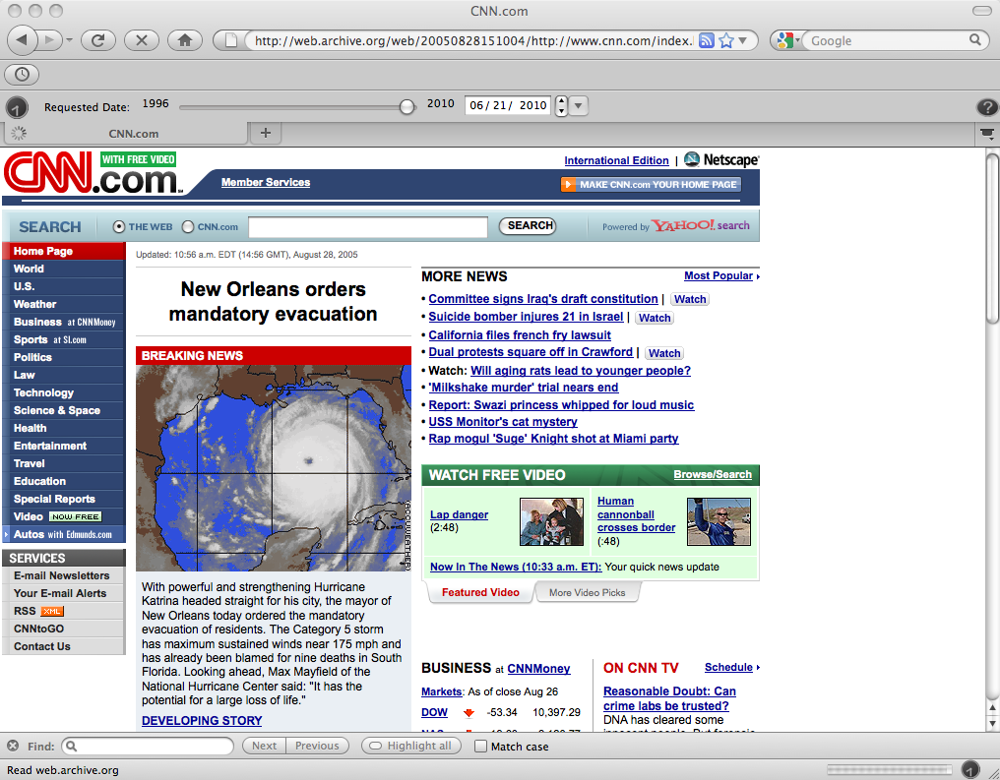 CNN.com
http://web.archive.org/web/20050828151004/http://www.cnn.com/index.
Google
Requested Date: 1996 2010 06/21/ 2010
CNN.com
CNN.com
WITH FREE VIDEO
International Edition | Netscape
Member Services
MAKE CNN.com YOUR HOME PAGE
SEARCH THE WEB CNN.com SEARCH Powered by YAHOO! search
Home Page
World
U.S.
Weather
Business at CNNMoney
Sports at SI.com
Politics
Law
Technology
Science & Space
Health
Entertainment
Travel
Education
Special Reports
Video NOW FREE
Autos with Edmunds.com
SERVICES
E-mail Newsletters
Your E-mail Alerts
RSS XML
CNNtoGO
Contact Us
Updated: 10:56 a.m. EDT (14:56 GMT), August 28, 2005
New Orleans orders
mandatory evacuation
BREAKING NEWS
(ACCUWEATHER)
With powerful and strengthening Hurricane
Katrina headed straight for his city, the mayor of
New Orleans today ordered the mandatory
evacuation of residents. The Category 5 storm
has maximum sustained winds near 175 mph and
has already been blamed for nine deaths in South
Florida. Looking ahead, Max Mayfield of the
National Hurricane Center said: "It has the
potential for a large loss of life."
DEVELOPING STORY
MORE NEWS Most Popular
• Committee signs Iraq's draft constitution | Watch
• Suicide bomber injures 21 in Israel | Watch
• California files french fry lawsuit
• Dual protests square off in Crawford | Watch
• Watch: Will aging rats lead to younger people?
• 'Milkshake murder' trial nears end
• Report: Swazi princess whipped for loud music
• USS Monitor's cat mystery
• Rap mogul 'Suge' Knight shot at Miami party
WATCH FREE VIDEO Browse/Search
Lap danger
(2:48)
Human
cannonball
crosses border
(:48)
Now In The News (10:33 a.m. ET): Your quick news update
Featured Video More Video Picks
BUSINESS at CNNMoney
Markets: As of close Aug 26
DOW -53.34 10,397.29
ON CNN TV Schedule
Reasonable Doubt: Can
crime labs be trusted?
DNA has cleared some
Find: Next Previous Highlight all Match case
Read web.archive.org